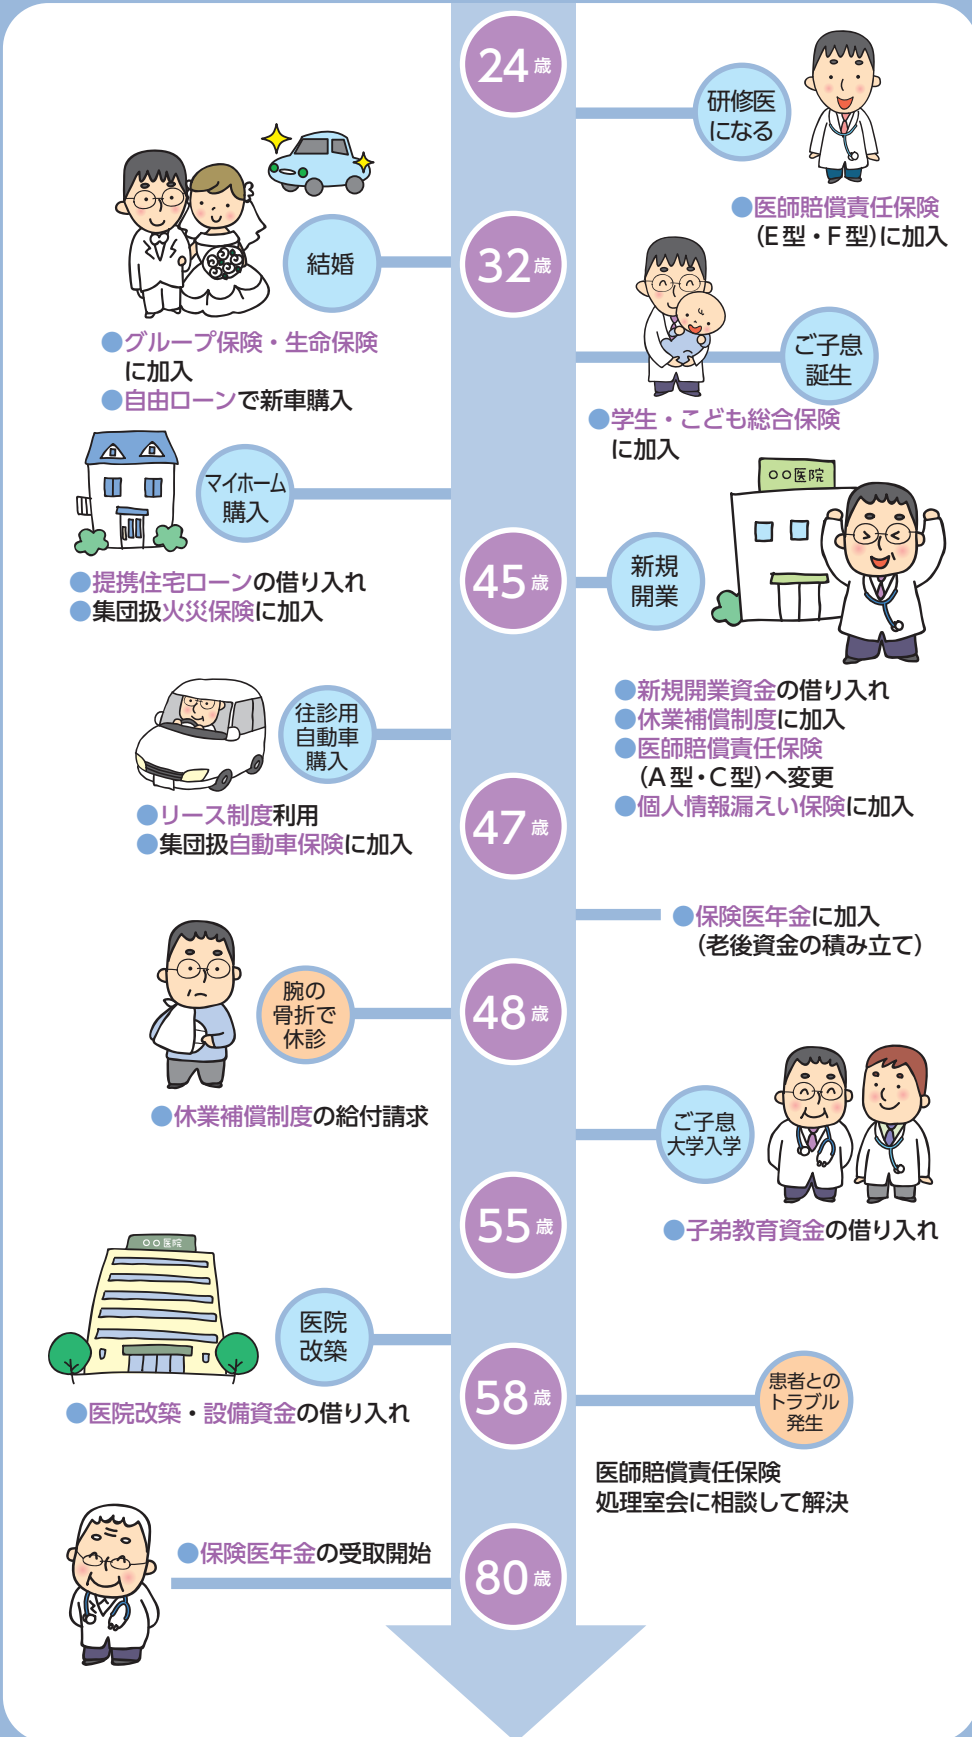 24歳
研修医
になる
●医師賠償責任保険
(E型・F型)に加入
32歳
結婚
●グループ保険・生命保険
に加入
●自由ローンで新車購入
ご子息
誕生
●学生・こども総合保険
に加入
マイホーム
購入
●提携住宅ローンの借り入れ
●集団扱火災保険に加入
45歳
新規
開業
○○医院
●新規開業資金の借り入れ
●休業補償制度に加入
●医師賠償責任保険
(A型・C型)へ変更
●個人情報漏えい保険に加入
往診用
自動車
購入
●リース制度利用
●集団扱自動車保険に加入
47歳
●保険医年金に加入
(老後資金の積み立て)
48歳
腕の
骨折で
休診
●休業補償制度の給付請求
ご子息
大学入学
●子弟教育資金の借り入れ
55歳
○○医院
医院
改築
●医院改築・設備資金の借り入れ
58歳
患者との
トラブル
発生
医師賠償責任保険
処理室会に相談して解決
80歳
●保険医年金の受取開始